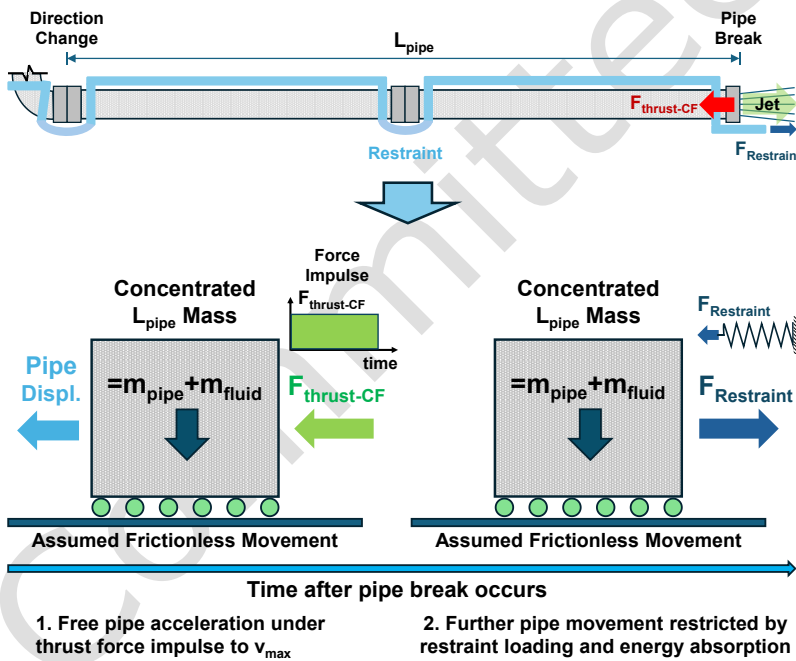 Direction
Change
L_pipe
Pipe
Break
F_thrust-CF
Jet
F_Restrain
Restraint
Force
Impulse
F_thrust-CF
time
Concentrated
L_pipe Mass
=m_pipe+m_fluid
Pipe
Displ.
F_thrust-CF
Concentrated
L_pipe Mass
=m_pipe+m_fluid
F_Restraint
F_Restraint
Assumed Frictionless Movement
Assumed Frictionless Movement
Time after pipe break occurs
1. Free pipe acceleration under
thrust force impulse to v_max
2. Further pipe movement restricted by
restraint loading and energy absorption